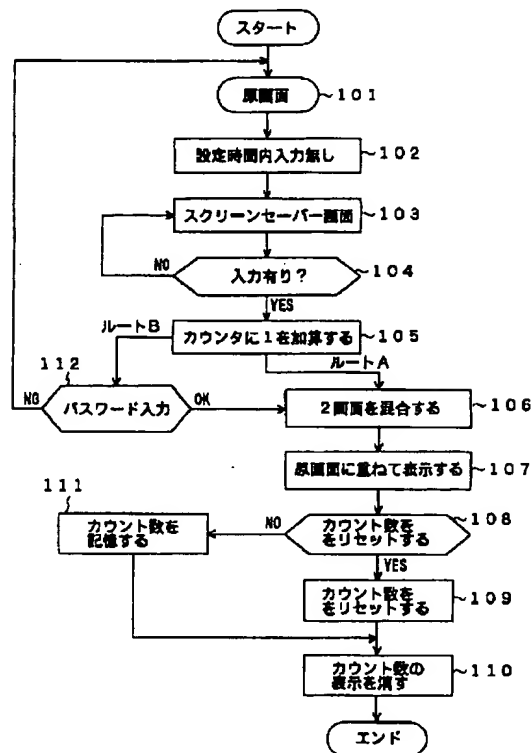 スタート
原画面
101
設定時間内入力無し
102
スクリーンセーバー画面
103
NO
入力有り?
104
YES
カウンタに1を加算する
105
ルートB
ルートA
112
NG
パスワード入力
OK
2画面を混合する
106
原画面に重ねて表示する
107
111
カウント数を
記憶する
NO
カウント数を
をリセットする
108
YES
カウント数を
をリセットする
109
カウント数の
表示を消す
110
エンド